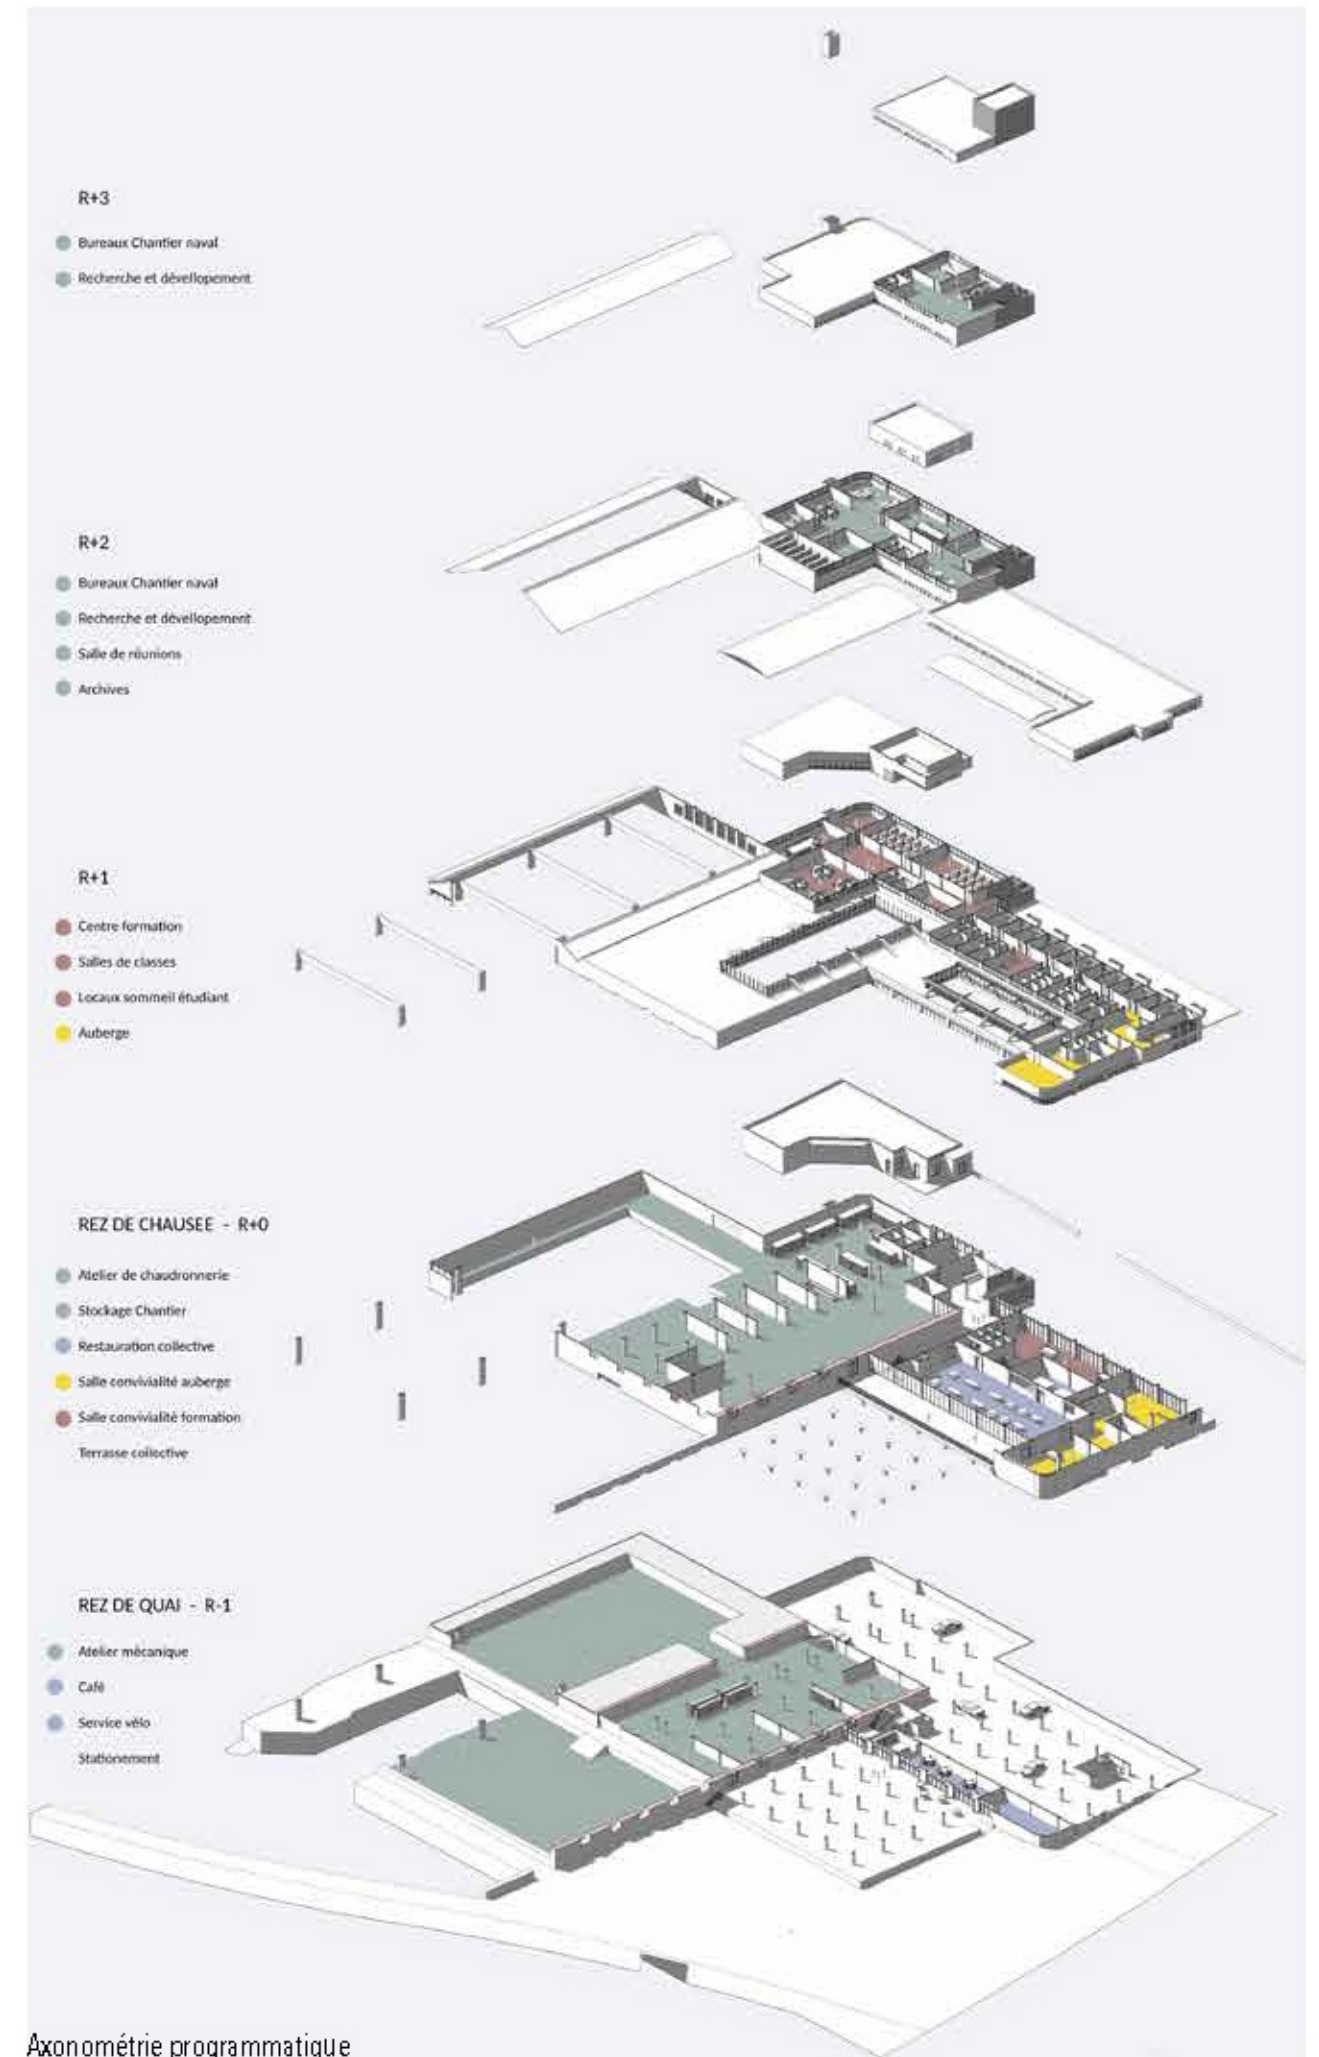 R+3
Bureaux Chantier naval
Recherche et dévellopement
R+2
Bureaux Chantier naval
Recherche et dévellopement
Salle de réunions
Archives
R+1
Centre formation
Salles de classes
Locaux sommeil étudiant
Auberge
REZ DE CHAUSEE - R+0
Atelier de chaudronnerie
Stockage Chantier
Restauration collective
Salle convivialité auberge
Salle convivialité formation
Terrasse collective
REZ DE QUAI - R-1
Atelier mécanique
Café
Service vélo
Stationement
Axonométrie programmatique